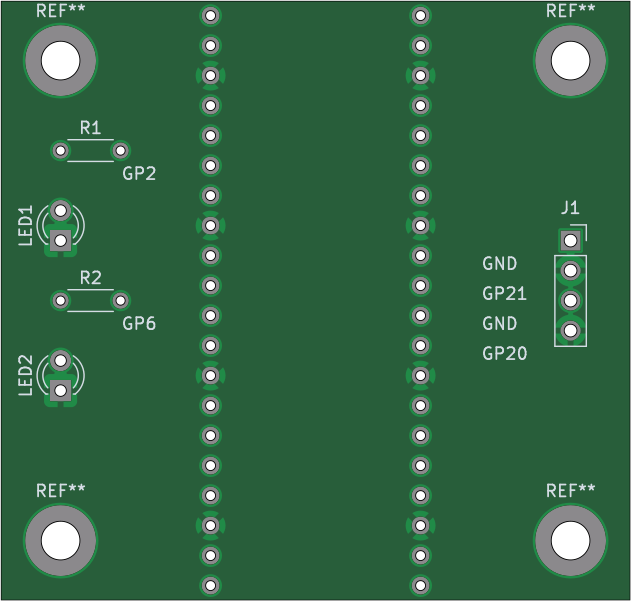 REF**
REF**
R1
GP2
J1
LED1
GND
R2
GP21
GP6
GND
GP20
LED2
REF**
REF**